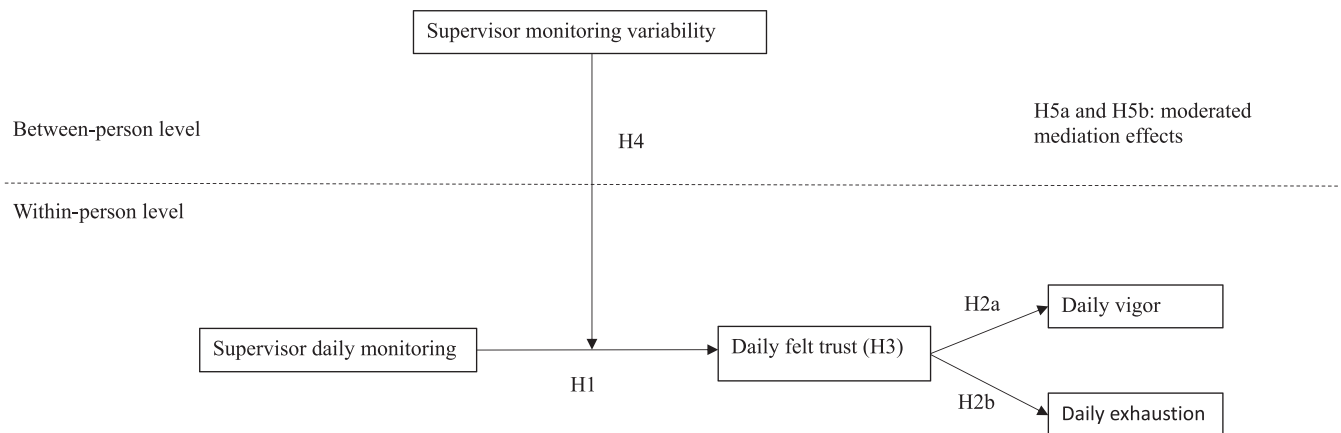 Supervisor monitoring variability
H5a and H5b: moderated
mediation effects
Between-person level
H4
Within-person level
H2a
Daily vigor
Supervisor daily monitoring
Daily felt trust (H3)
H1
H2b
Daily exhaustion